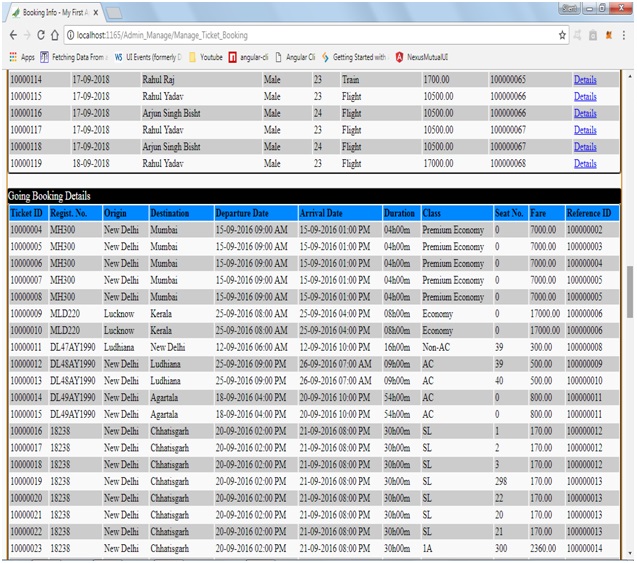 Booking Info - My First A
localhost:1165/Admin_Manage/Manage_Ticket_Booking
Apps Fetching Data From UI Events (formerly D Youtube angular-cli Angular Cli Getting Started with NexusMutualUI
10000114 17-09-2018 Rahul Raj Male 23 Train 1700.00 100000065 Details
10000115 17-09-2018 Rahul Yadav Male 23 Flight 10500.00 100000066 Details
10000116 17-09-2018 Arjun Singh Bisht Male 24 Flight 10500.00 100000066 Details
10000117 17-09-2018 Rahul Yadav Male 23 Flight 10500.00 100000067 Details
10000118 17-09-2018 Arjun Singh Bisht Male 24 Flight 10500.00 100000067 Details
10000119 18-09-2018 Rahul Yadav Male 23 Flight 17000.00 100000068 Details
Going Booking Details
Ticket ID Regist. No. Origin Destination Departure Date Arrival Date Duration Class Seat No. Fare Reference ID
10000004 MH300 New Delhi Mumbai 15-09-2016 09:00 AM 15-09-2016 01:00 PM 04h00m Premium Economy 0 7000.00 100000002
10000005 MH300 New Delhi Mumbai 15-09-2016 09:00 AM 15-09-2016 01:00 PM 04h00m Premium Economy 0 7000.00 100000003
10000006 MH300 New Delhi Mumbai 15-09-2016 09:00 AM 15-09-2016 01:00 PM 04h00m Premium Economy 0 7000.00 100000004
10000007 MH300 New Delhi Mumbai 15-09-2016 09:00 AM 15-09-2016 01:00 PM 04h00m Premium Economy 0 7000.00 100000005
10000008 MH300 New Delhi Mumbai 15-09-2016 09:00 AM 15-09-2016 01:00 PM 04h00m Premium Economy 0 7000.00 100000005
10000009 MLD220 Lucknow Kerala 25-09-2016 08:00 AM 25-09-2016 04:00 PM 08h00m Economy 0 17000.00 100000006
10000010 MLD220 Lucknow Kerala 25-09-2016 08:00 AM 25-09-2016 04:00 PM 08h00m Economy 0 17000.00 100000006
10000011 DL47AY1990 Ludhiana New Delhi 12-09-2016 06:00 AM 12-09-2016 10:00 PM 16h00m Non-AC 39 300.00 100000008
10000012 DL48AY1990 New Delhi Ludhiana 25-09-2016 09:00 PM 26-09-2016 07:00 AM 09h00m AC 39 500.00 100000009
10000013 DL48AY1990 New Delhi Ludhiana 25-09-2016 09:00 PM 26-09-2016 07:00 AM 09h00m AC 40 500.00 100000010
10000014 DL49AY1990 New Delhi Agartala 18-09-2016 04:00 PM 20-09-2016 10:00 PM 54h00m AC 0 800.00 100000011
10000015 DL49AY1990 New Delhi Agartala 18-09-2016 04:00 PM 20-09-2016 10:00 PM 54h00m AC 0 800.00 100000011
10000016 18238 New Delhi Chhatisgarh 20-09-2016 02:00 PM 21-09-2016 08:00 PM 30h00m SL 1 170.00 100000012
10000017 18238 New Delhi Chhatisgarh 20-09-2016 02:00 PM 21-09-2016 08:00 PM 30h00m SL 2 170.00 100000012
10000018 18238 New Delhi Chhatisgarh 20-09-2016 02:00 PM 21-09-2016 08:00 PM 30h00m SL 3 170.00 100000012
10000019 18238 New Delhi Chhatisgarh 20-09-2016 02:00 PM 21-09-2016 08:00 PM 30h00m SL 298 170.00 100000013
10000020 18238 New Delhi Chhatisgarh 20-09-2016 02:00 PM 21-09-2016 08:00 PM 30h00m SL 22 170.00 100000013
10000021 18238 New Delhi Chhatisgarh 20-09-2016 02:00 PM 21-09-2016 08:00 PM 30h00m SL 20 170.00 100000013
10000022 18238 New Delhi Chhatisgarh 20-09-2016 02:00 PM 21-09-2016 08:00 PM 30h00m SL 21 170.00 100000013
10000023 18238 New Delhi Chhatisgarh 20-09-2016 02:00 PM 21-09-2016 08:00 PM 30h00m 1A 300 2360.00 100000014